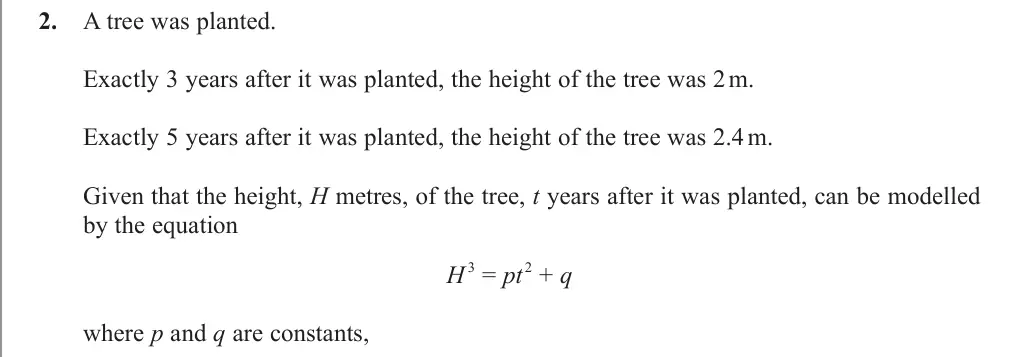 2. A tree was planted.
Exactly 3 years after it was planted, the height of the tree was 2 m.
Exactly 5 years after it was planted, the height of the tree was 2.4 m.
Given that the height, H metres, of the tree, t years after it was planted, can be modelled
by the equation
H³ = pt² + q
where p and q are constants,